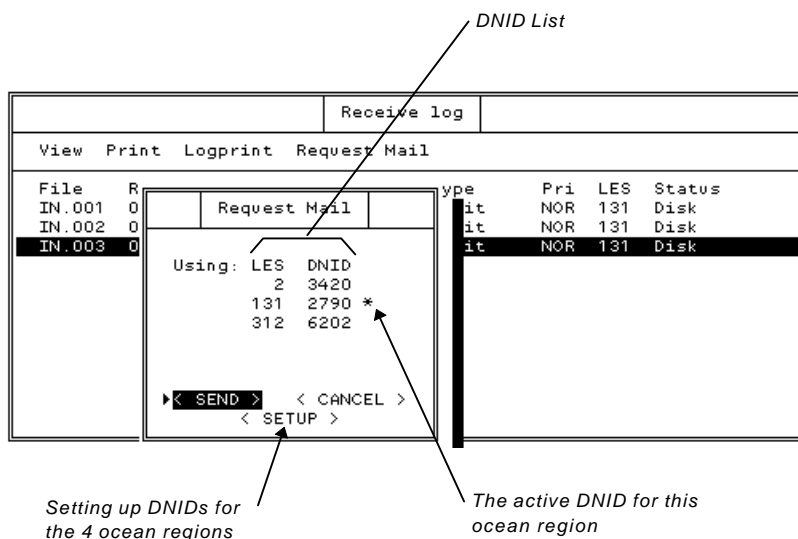 DNID List
Receive log
View Print Logprint Request Mail
File R ype Pri LES Status
IN.001 0 it NOR 131 Disk
IN.002 0 it NOR 131 Disk
IN.003 0 it NOR 131 Disk
Request Mail
Using: LES DNID
2 3420
131 2790 *
312 6202
< SEND > < CANCEL >
< SETUP >
Setting up DNIDs for
the 4 ocean regions
The active DNID for this
ocean region